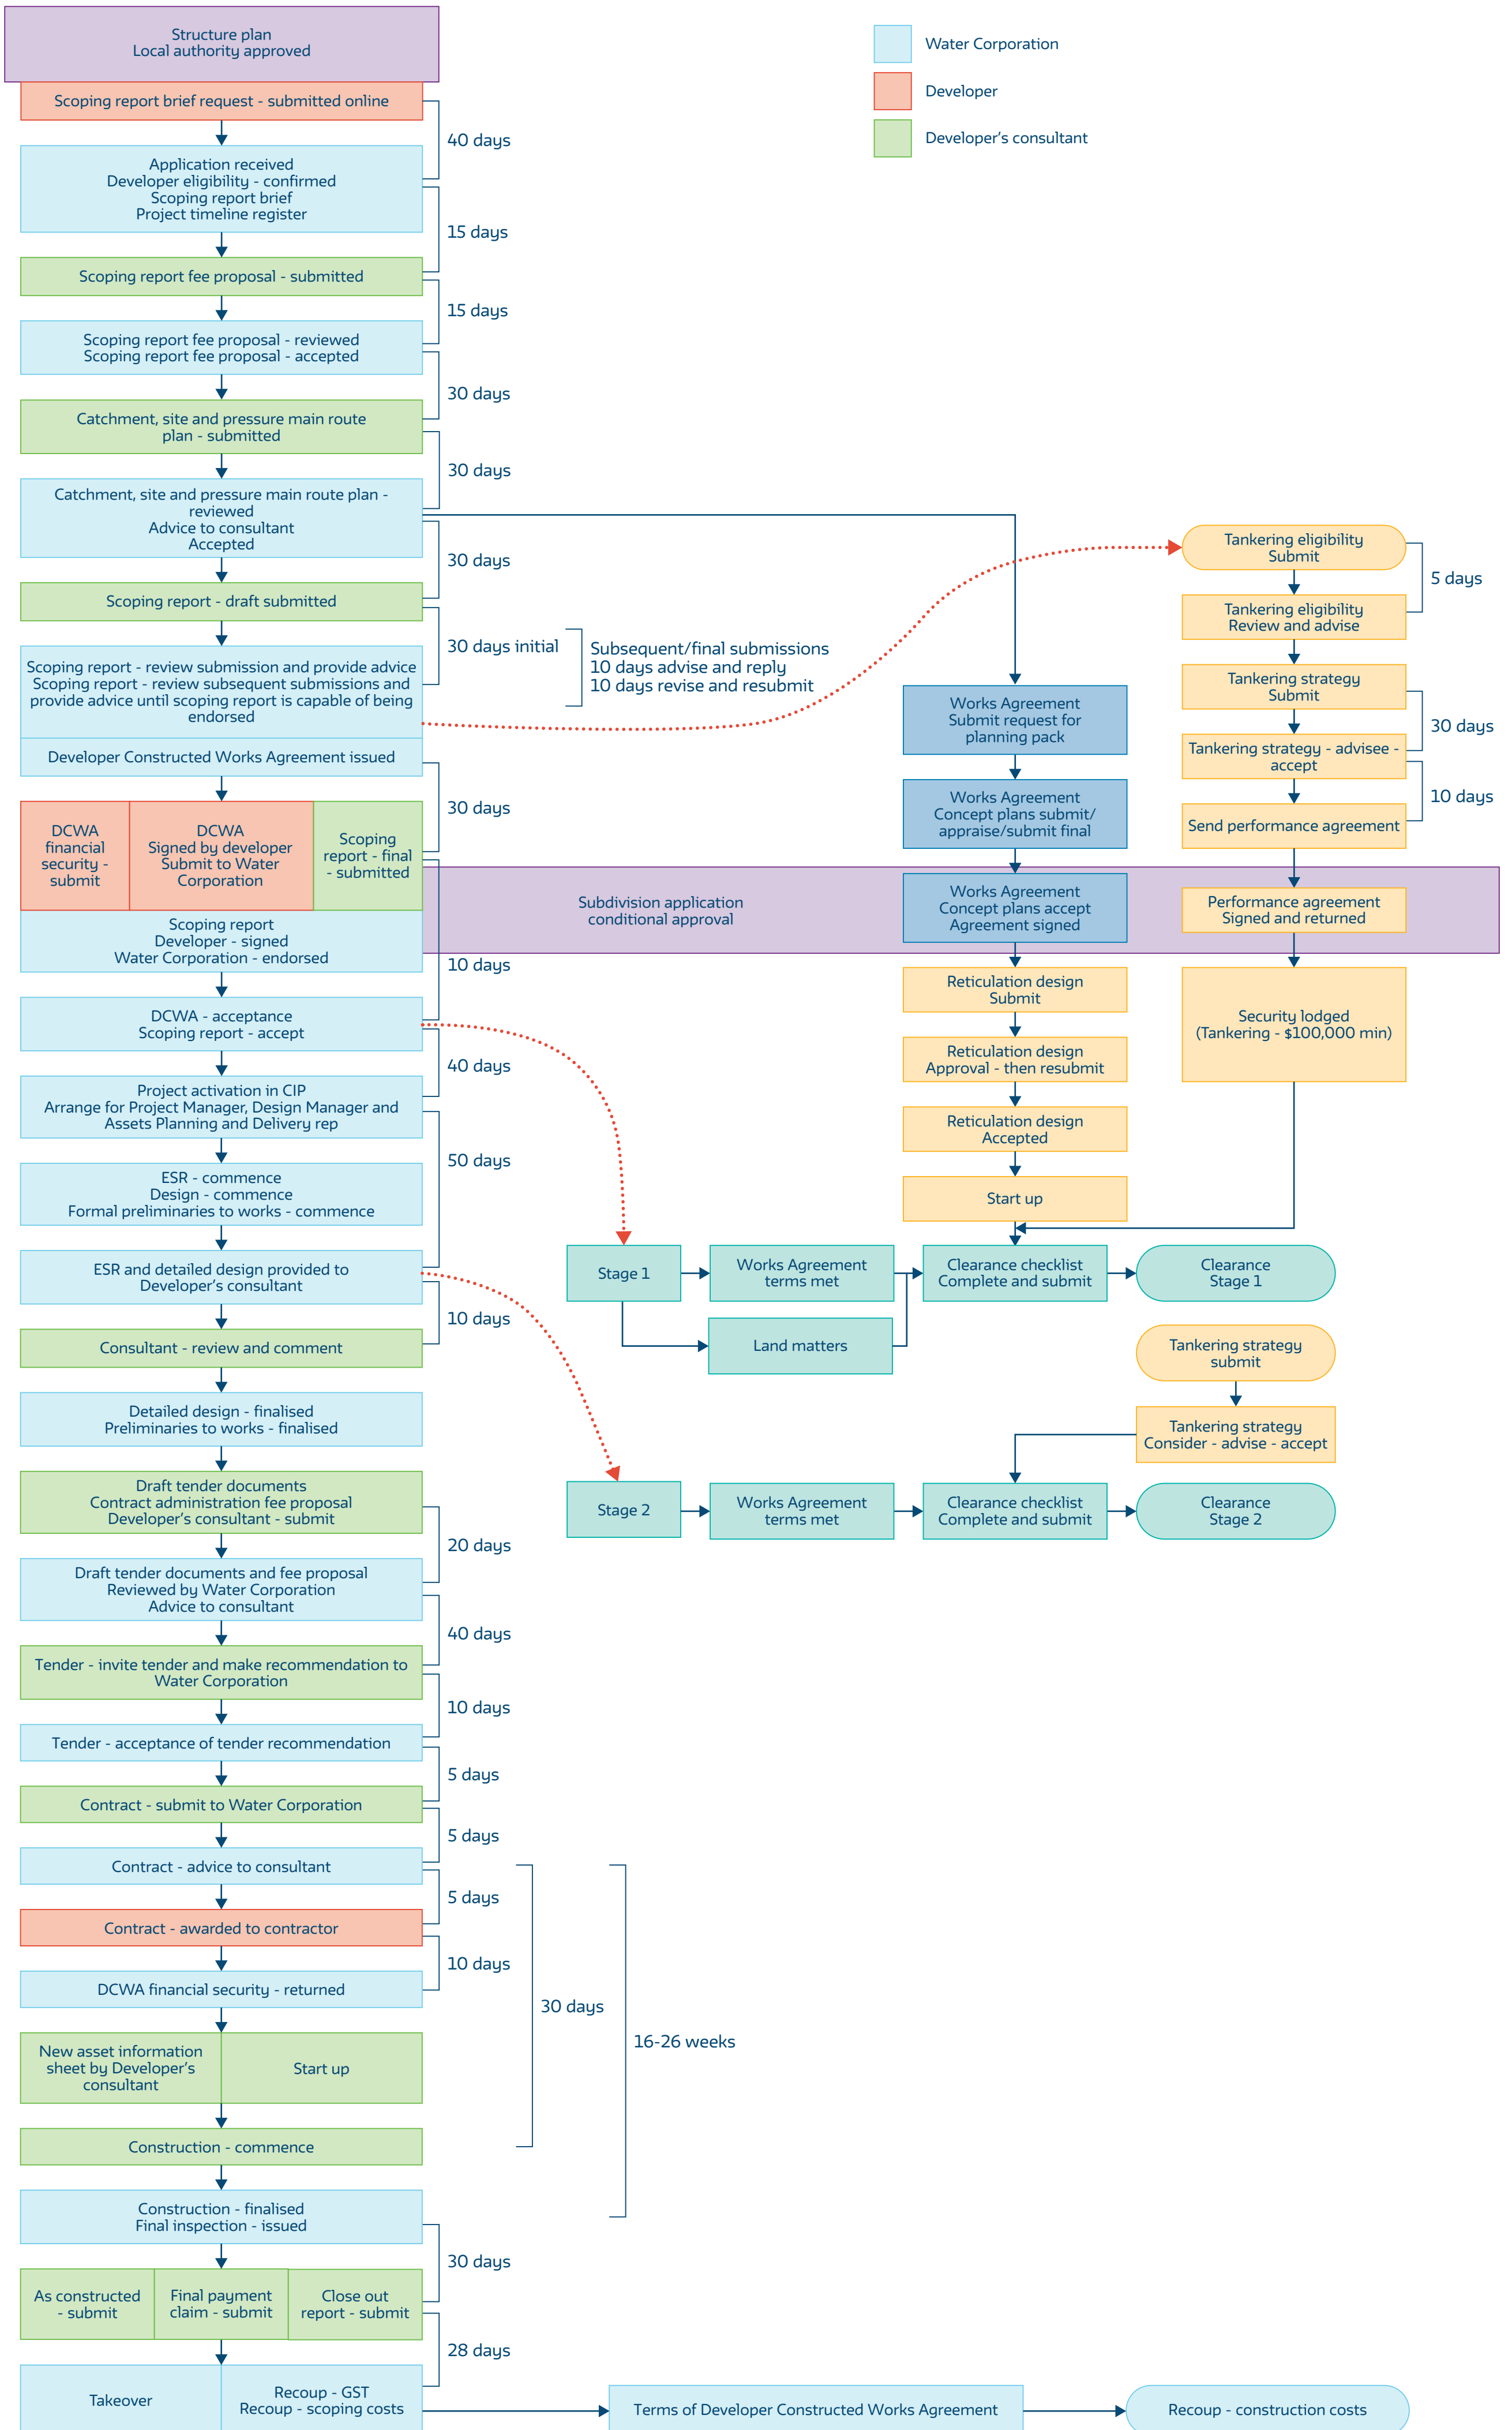 Structure plan
Local authority approved
Water Corporation
Developer
Developer's consultant
Scoping report brief request - submitted online
40 days
Application received
Developer eligibility - confirmed
Scoping report brief
Project timeline register
15 days
Scoping report fee proposal - submitted
15 days
Scoping report fee proposal - reviewed
Scoping report fee proposal - accepted
30 days
Catchment, site and pressure main route
plan - submitted
30 days
Catchment, site and pressure main route plan -
reviewed
Advice to consultant
Accepted
30 days
Scoping report - draft submitted
30 days initial
Subsequent/final submissions
10 days advise and reply
10 days revise and resubmit
Scoping report - review submission and provide advice
Scoping report - review subsequent submissions and
provide advice until scoping report is capable of being
endorsed
Developer Constructed Works Agreement issued
30 days
DCWA
financial
security -
submit
DCWA
Signed by developer
Submit to Water
Corporation
Scoping
report - final
- submitted
Scoping report
Developer - signed
Water Corporation - endorsed
10 days
DCWA - acceptance
Scoping report - accept
40 days
Project activation in CIP
Arrange for Project Manager, Design Manager and
Assets Planning and Delivery rep
50 days
ESR - commence
Design - commence
Formal preliminaries to works - commence
ESR and detailed design provided to
Developer's consultant
10 days
Consultant - review and comment
Detailed design - finalised
Preliminaries to works - finalised
Draft tender documents
Contract administration fee proposal
Developer's consultant - submit
20 days
Draft tender documents and fee proposal
Reviewed by Water Corporation
Advice to consultant
40 days
Tender - invite tender and make recommendation to
Water Corporation
10 days
Tender - acceptance of tender recommendation
5 days
Contract - submit to Water Corporation
5 days
Contract - advice to consultant
5 days
Contract - awarded to contractor
10 days
DCWA financial security - returned
30 days
16-26 weeks
New asset information
sheet by Developer's
consultant
Start up
Construction - commence
Construction - finalised
Final inspection - issued
30 days
As constructed
- submit
Final payment
claim - submit
Close out
report - submit
28 days
Takeover
Recoup - GST
Recoup - scoping costs
Terms of Developer Constructed Works Agreement
Recoup - construction costs
Subdivision application
conditional approval
Works Agreement
Submit request for
planning pack
Works Agreement
Concept plans submit/
appraise/submit final
Works Agreement
Concept plans accept
Agreement signed
Reticulation design
Submit
Reticulation design
Approval - then resubmit
Reticulation design
Accepted
Start up
Tankering eligibility
Submit
5 days
Tankering eligibility
Review and advise
Tankering strategy
Submit
30 days
Tankering strategy - advisee -
accept
10 days
Send performance agreement
Performance agreement
Signed and returned
Security lodged
(Tankering - $100,000 min)
Stage 1
Works Agreement
terms met
Clearance checklist
Complete and submit
Clearance
Stage 1
Land matters
Tankering strategy
submit
Tankering strategy
Consider - advise - accept
Stage 2
Works Agreement
terms met
Clearance checklist
Complete and submit
Clearance
Stage 2